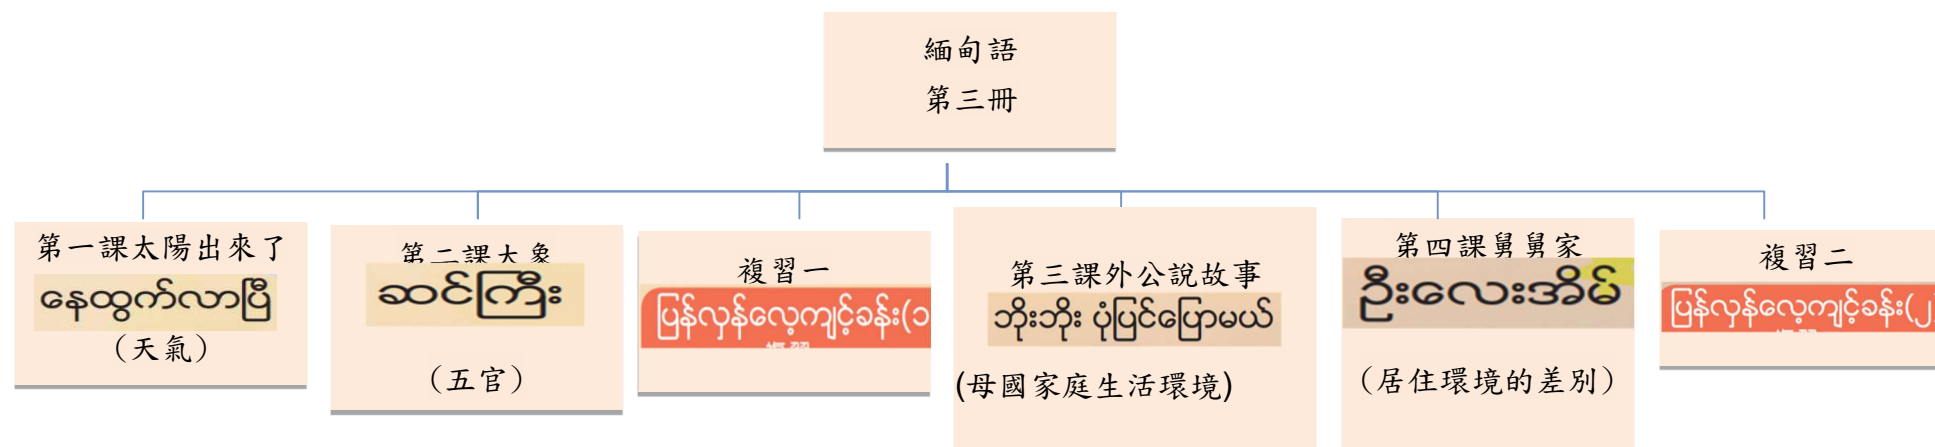 緬甸語
第三冊
第一課太陽出來了
နေထွက်လာပြီ
（天氣）
第二課大象
ဆင်ကြီး
（五官）
複習一
ပြန်လှန်လေ့ကျင့်ခန်း(၁
第三課外公說故事
ဘိုးဘိုး ပုံပြင်ပြောမယ်
(母國家庭生活環境)
第四課舅舅家
ဦးလေးအိမ်
（居住環境的差別）
複習二
ပြန်လှန်လေ့ကျင့်ခန်း(၂)